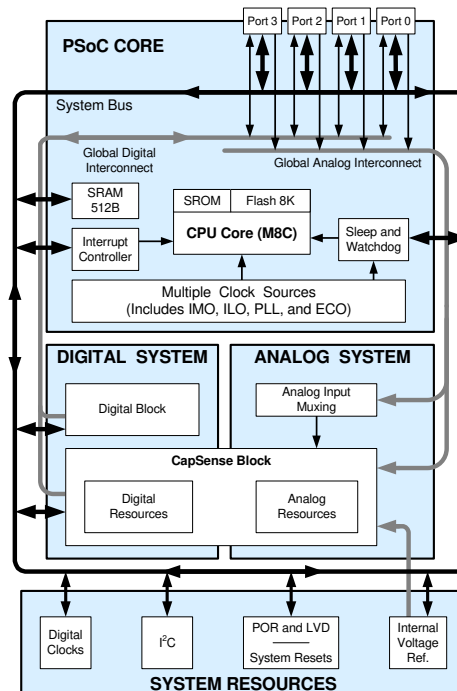 Port 3 Port 2 Port 1 Port 0
PSoC CORE
System Bus
Global Digital
Interconnect
Global Analog Interconnect
SRAM
512B
SROM Flash 8K
CPU Core (M8C)
Interrupt
Controller
Sleep and
Watchdog
Multiple Clock Sources
(Includes IMO, ILO, PLL, and ECO)
DIGITAL SYSTEM
ANALOG SYSTEM
Digital Block
Analog Input
Muxing
CapSense Block
Digital
Resources
Analog
Resources
Digital
Clocks
I²C
POR and LVD
System Resets
Internal
Voltage
Ref.
SYSTEM RESOURCES